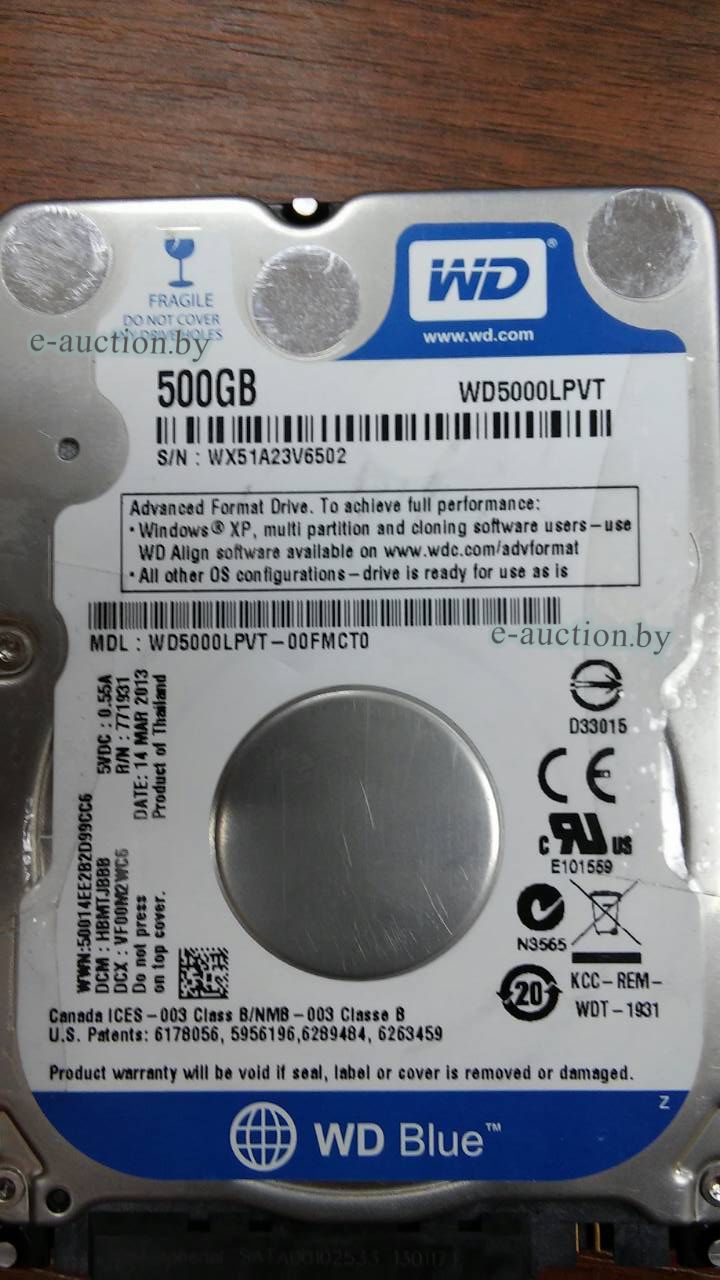 WD®
www.wd.com
FRAGILE
DO NOT COVER
ANY DRIVE HOLES
e-auction.by
500GB
WD5000LPVT
S/N : WX51A23V6502
Advanced Format Drive. To achieve full performance:
• Windows® XP, multi partition and cloning software users–use
WD Align software available on www.wdc.com/advformat
• All other OS configurations–drive is ready for use as is
MDL : WD5000LPVT-00FMCT0
e-auction.by
5VDC : 0.55A
R/N : 771931
DATE: 14 MAR 2013
Product of Thailand
WWN:50014EE2B2D99CC6
DCM : HBMTJBBB
DCX : VF00M2WC6
Do not press
on top cover.
D33015
CE
c RU US
E101559
N3565
20
KCC-REM-
WDT-1931
Canada ICES-003 Class B/NMB-003 Classe B
U.S. Patents: 6178056, 5956196,6289484, 6263459
Product warranty will be void if seal, label or cover is removed or damaged.
Z
WD Blue™